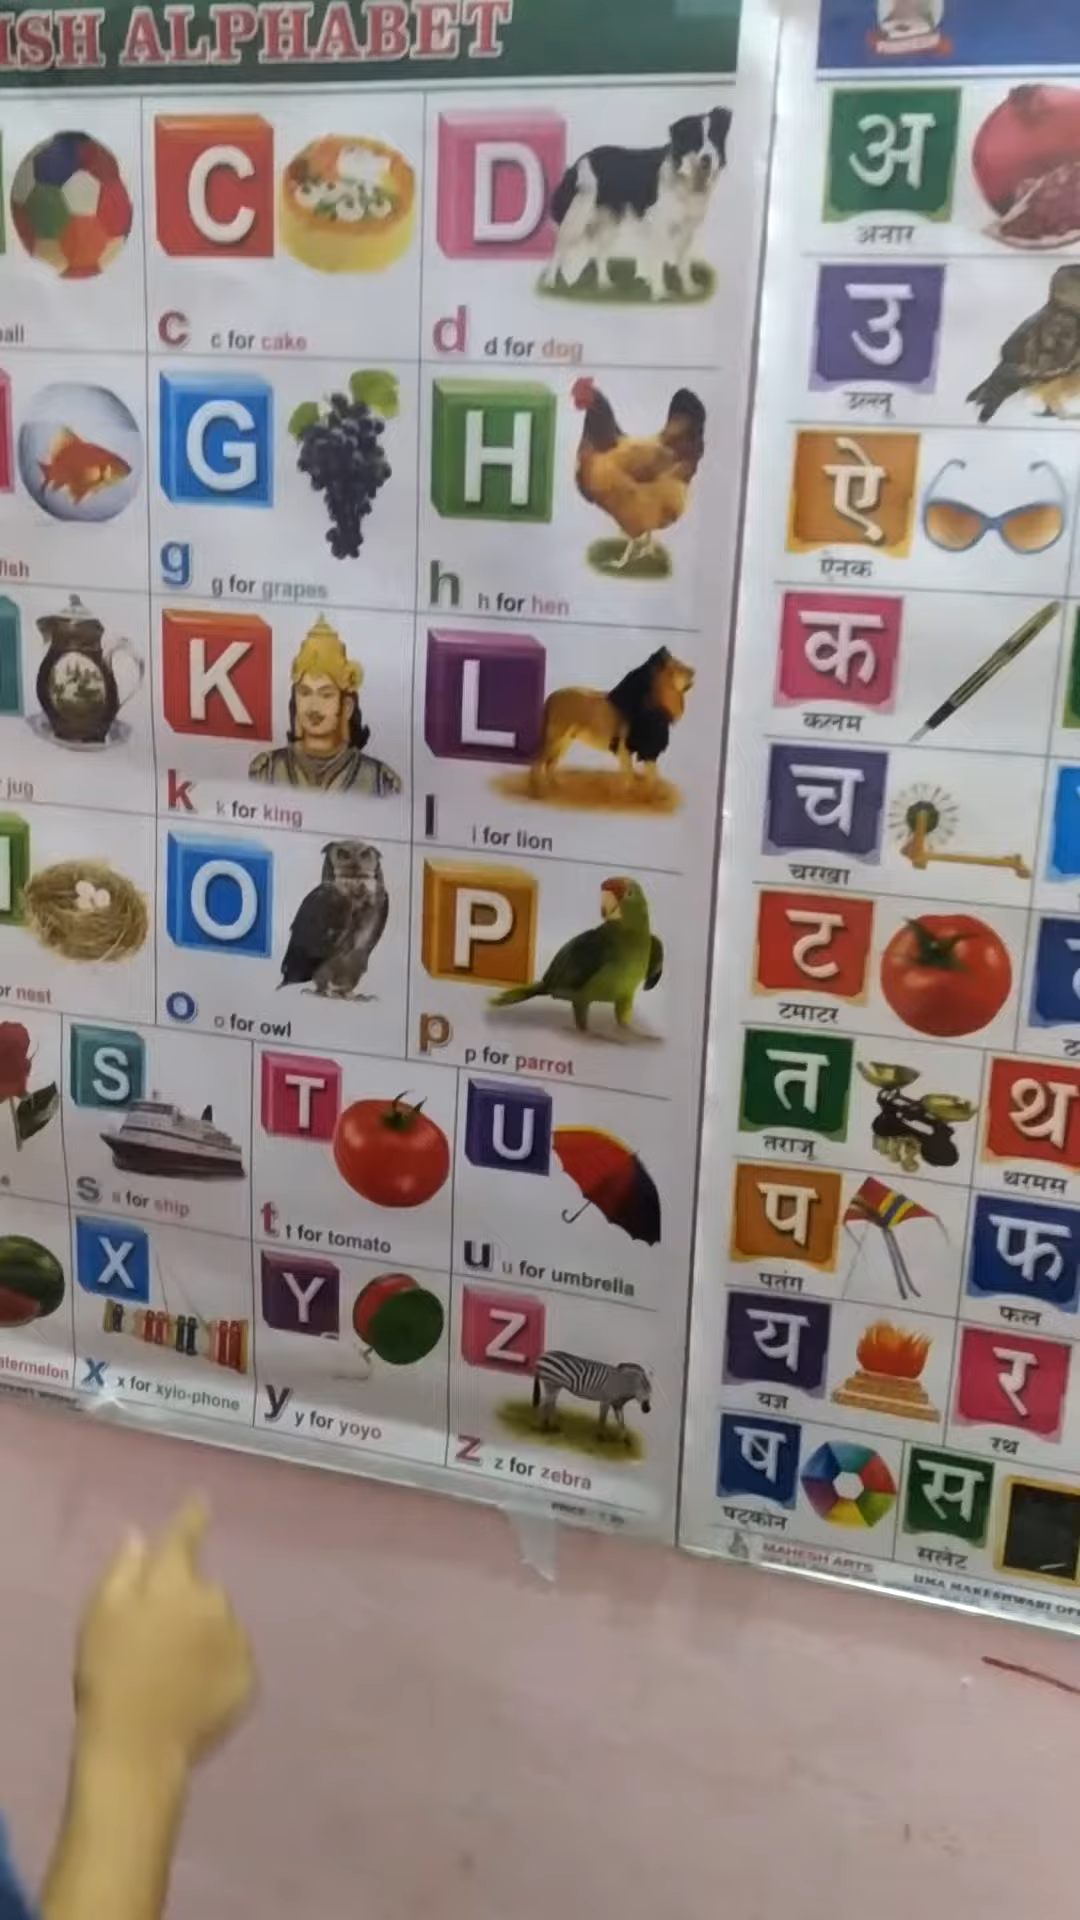 ISH ALPHABET
C
D
c c for cake
d d for dog
G
H
fish
g g for grapes
h h for hen
K
L
jug
k k for king
l l for lion
O
P
or nest
o o for owl
p p for parrot
S
T
U
s s for ship
t t for tomato
u u for umbrella
X
Y
Z
atermelon
x x for xylo-phone
y y for yoyo
z z for zebra
अ
अनार
उ
उल्लू
ऐ
ऐनक
क
कलम
च
चरखा
ट
टमाटर
त
तराजू
थ
थरमस
प
पतंग
फ
फल
य
यज्ञ
र
रथ
ष
षट्कोन
स
सलेट
MAHESH ARTS
UMA MAHESHWARI OFF